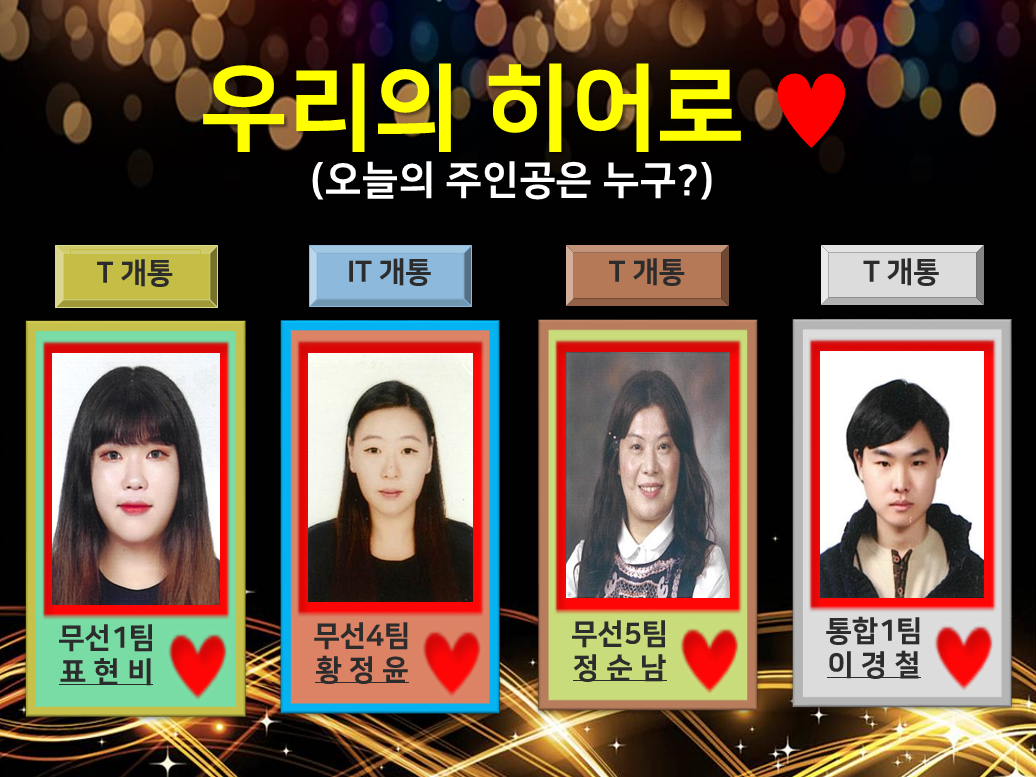 우리의 히어로
(오늘의 주인공은 누구?)
T 개통
IT 개통
T 개통
T 개통
무선1팀
표 현 비
무선4팀
황 정 윤
무선5팀
정 순 남
통합1팀
이 경 철